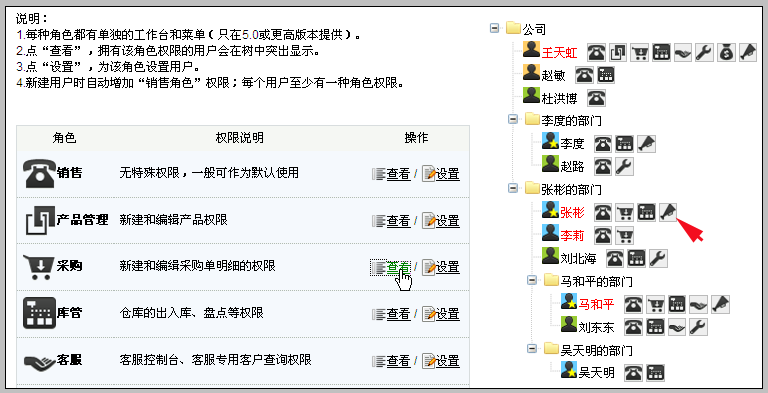 说明：
1.每种角色都有单独的工作台和菜单（只在5.0或更高版本提供）。
2.点“查看”，拥有该角色权限的用户会在树中突出显示。
3.点“设置”，为该角色设置用户。
4.新建用户时自动增加“销售角色”权限；每个用户至少有一种角色权限。
角色 权限说明 操作
销售 无特殊权限，一般可作为默认使用 查看 / 设置
产品管理 新建和编辑产品权限 查看 / 设置
采购 新建和编缉采购单明细的权限 查看 / 设置
库管 仓库的出入库、盘点等权限 查看 / 设置
客服 客服控制台、客服专用客户查询权限 查看 / 设置
公司
王天虹
赵敏
杜洪博
李度的部门
李度
赵路
张彬的部门
张彬
李莉
刘北海
马和平的部门
马和平
刘东东
吴天明的部门
吴天明